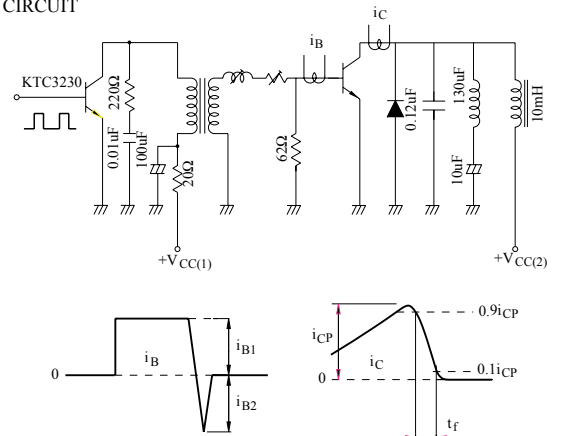 CIRCUIT
iC
iB
KTC3230
220Ω
0.01uF
100uF
20Ω
62Ω
0.12uF
130uF
10uF
10mH
+VCC(1)
+VCC(2)
0
iB
iB1
iB2
iCP
iC
0
0.9iCP
0.1iCP
tf